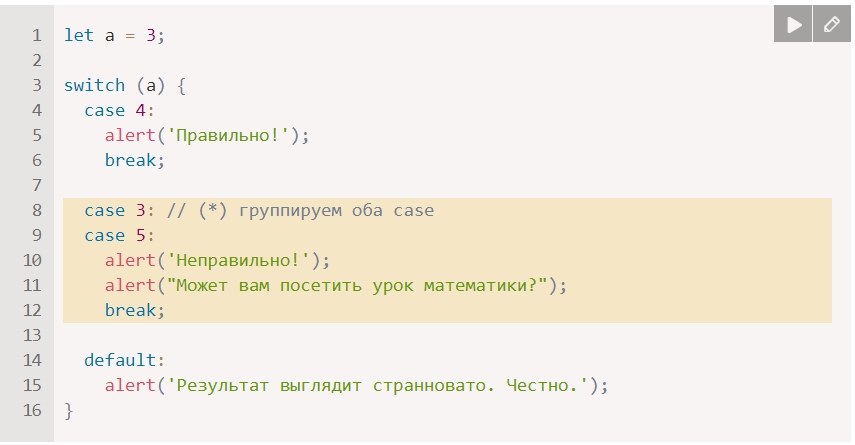 1 let a = 3;
2
3 switch (a) {
4   case 4:
5     alert('Правильно!');
6     break;
7
8   case 3: // (*) группируем оба case
9   case 5:
10     alert('Неправильно!');
11     alert("Может вам посетить урок математики?");
12     break;
13
14   default:
15     alert('Результат выглядит странновато. Честно.');
16 }